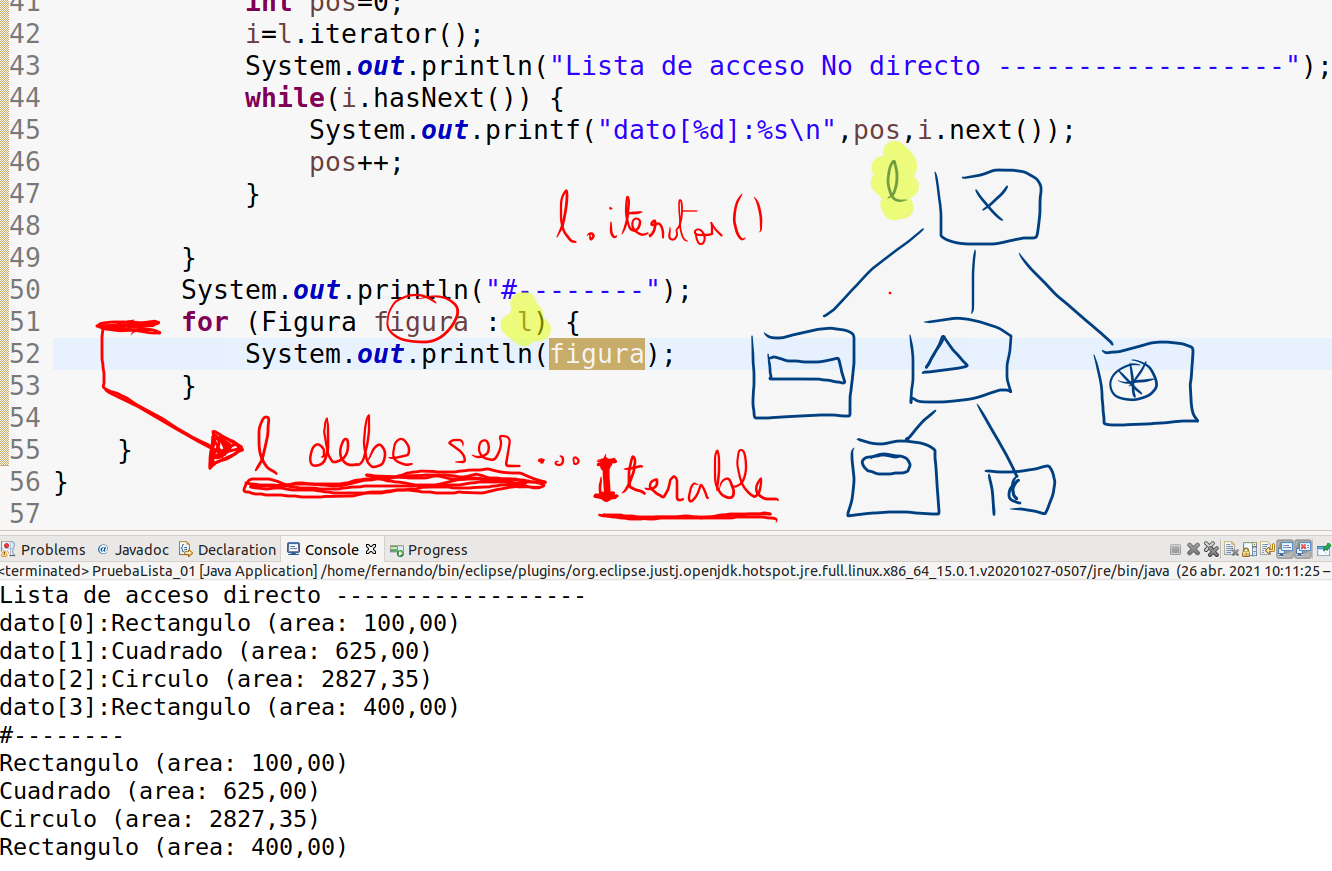 41 int pos=0;
42 i=l.iterator();
43 System.out.println("Lista de acceso No directo ------------------");
44 while(i.hasNext()) {
45 System.out.printf("dato[%d]:%s\n",pos,i.next());
46 pos++;
l
47 }
48
l.iterator()
49 }
50 System.out.println("#--------");
51 for (Figura figura : l) {
52 System.out.println(figura);
53 }
54
55 }
l debe ser... Iterable
56 }
57
Problems @ Javadoc Declaration Console Progress
<terminated> PruebaLista_01 [Java Application] /home/fernando/bin/eclipse/plugins/org.eclipse.justj.openjdk.hotspot.jre.full.linux.x86_64_15.0.1.v20201027-0507/jre/bin/java (26 abr. 2021 10:11:25 –
Lista de acceso directo ------------------
dato[0]:Rectangulo (area: 100,00)
dato[1]:Cuadrado (area: 625,00)
dato[2]:Circulo (area: 2827,35)
dato[3]:Rectangulo (area: 400,00)
#--------
Rectangulo (area: 100,00)
Cuadrado (area: 625,00)
Circulo (area: 2827,35)
Rectangulo (area: 400,00)